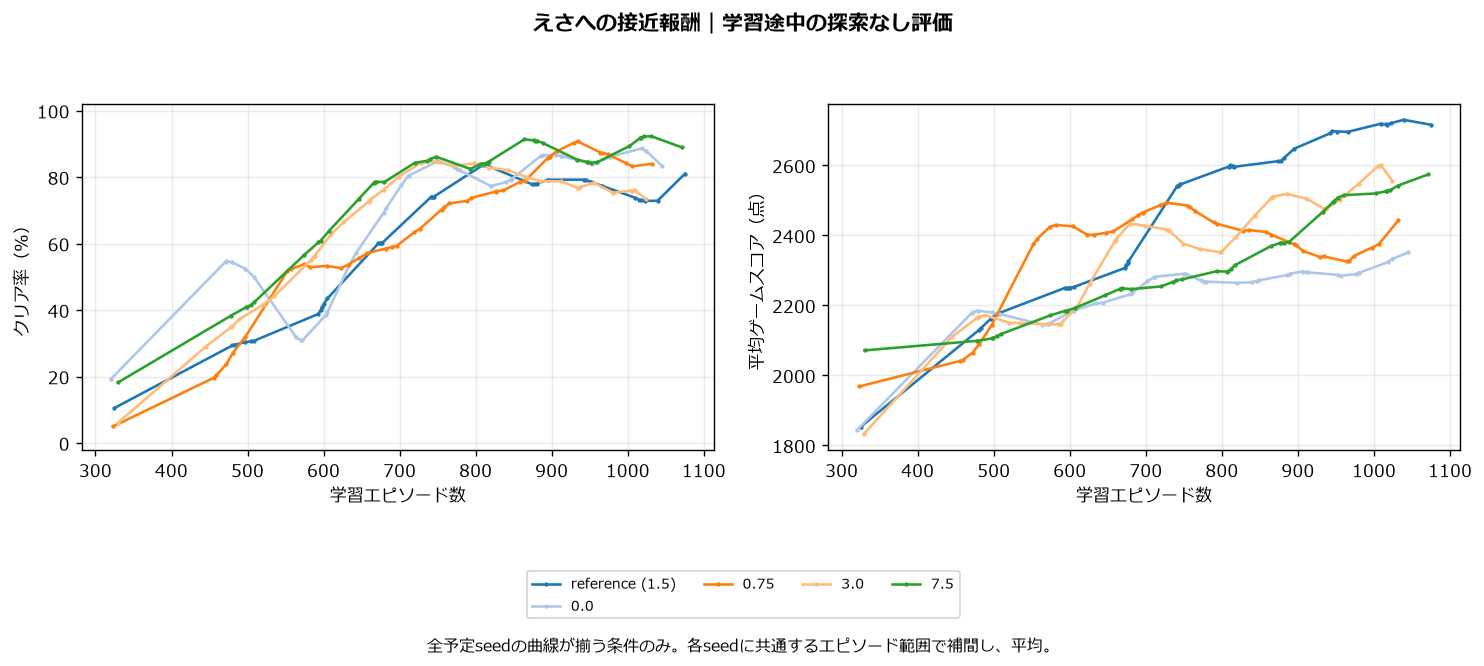 えさへの接近報酬｜学習途中の探索なし評価
クリア率（%）
100
80
60
40
20
0
300 400 500 600 700 800 900 1000 1100
学習エピソード数
平均ゲームスコア（点）
2600
2400
2200
2000
1800
300 400 500 600 700 800 900 1000 1100
学習エピソード数
reference (1.5) 0.75 3.0 7.5
0.0
全予定seedの曲線が揃う条件のみ。各seedに共通するエピソード範囲で補間し、平均。